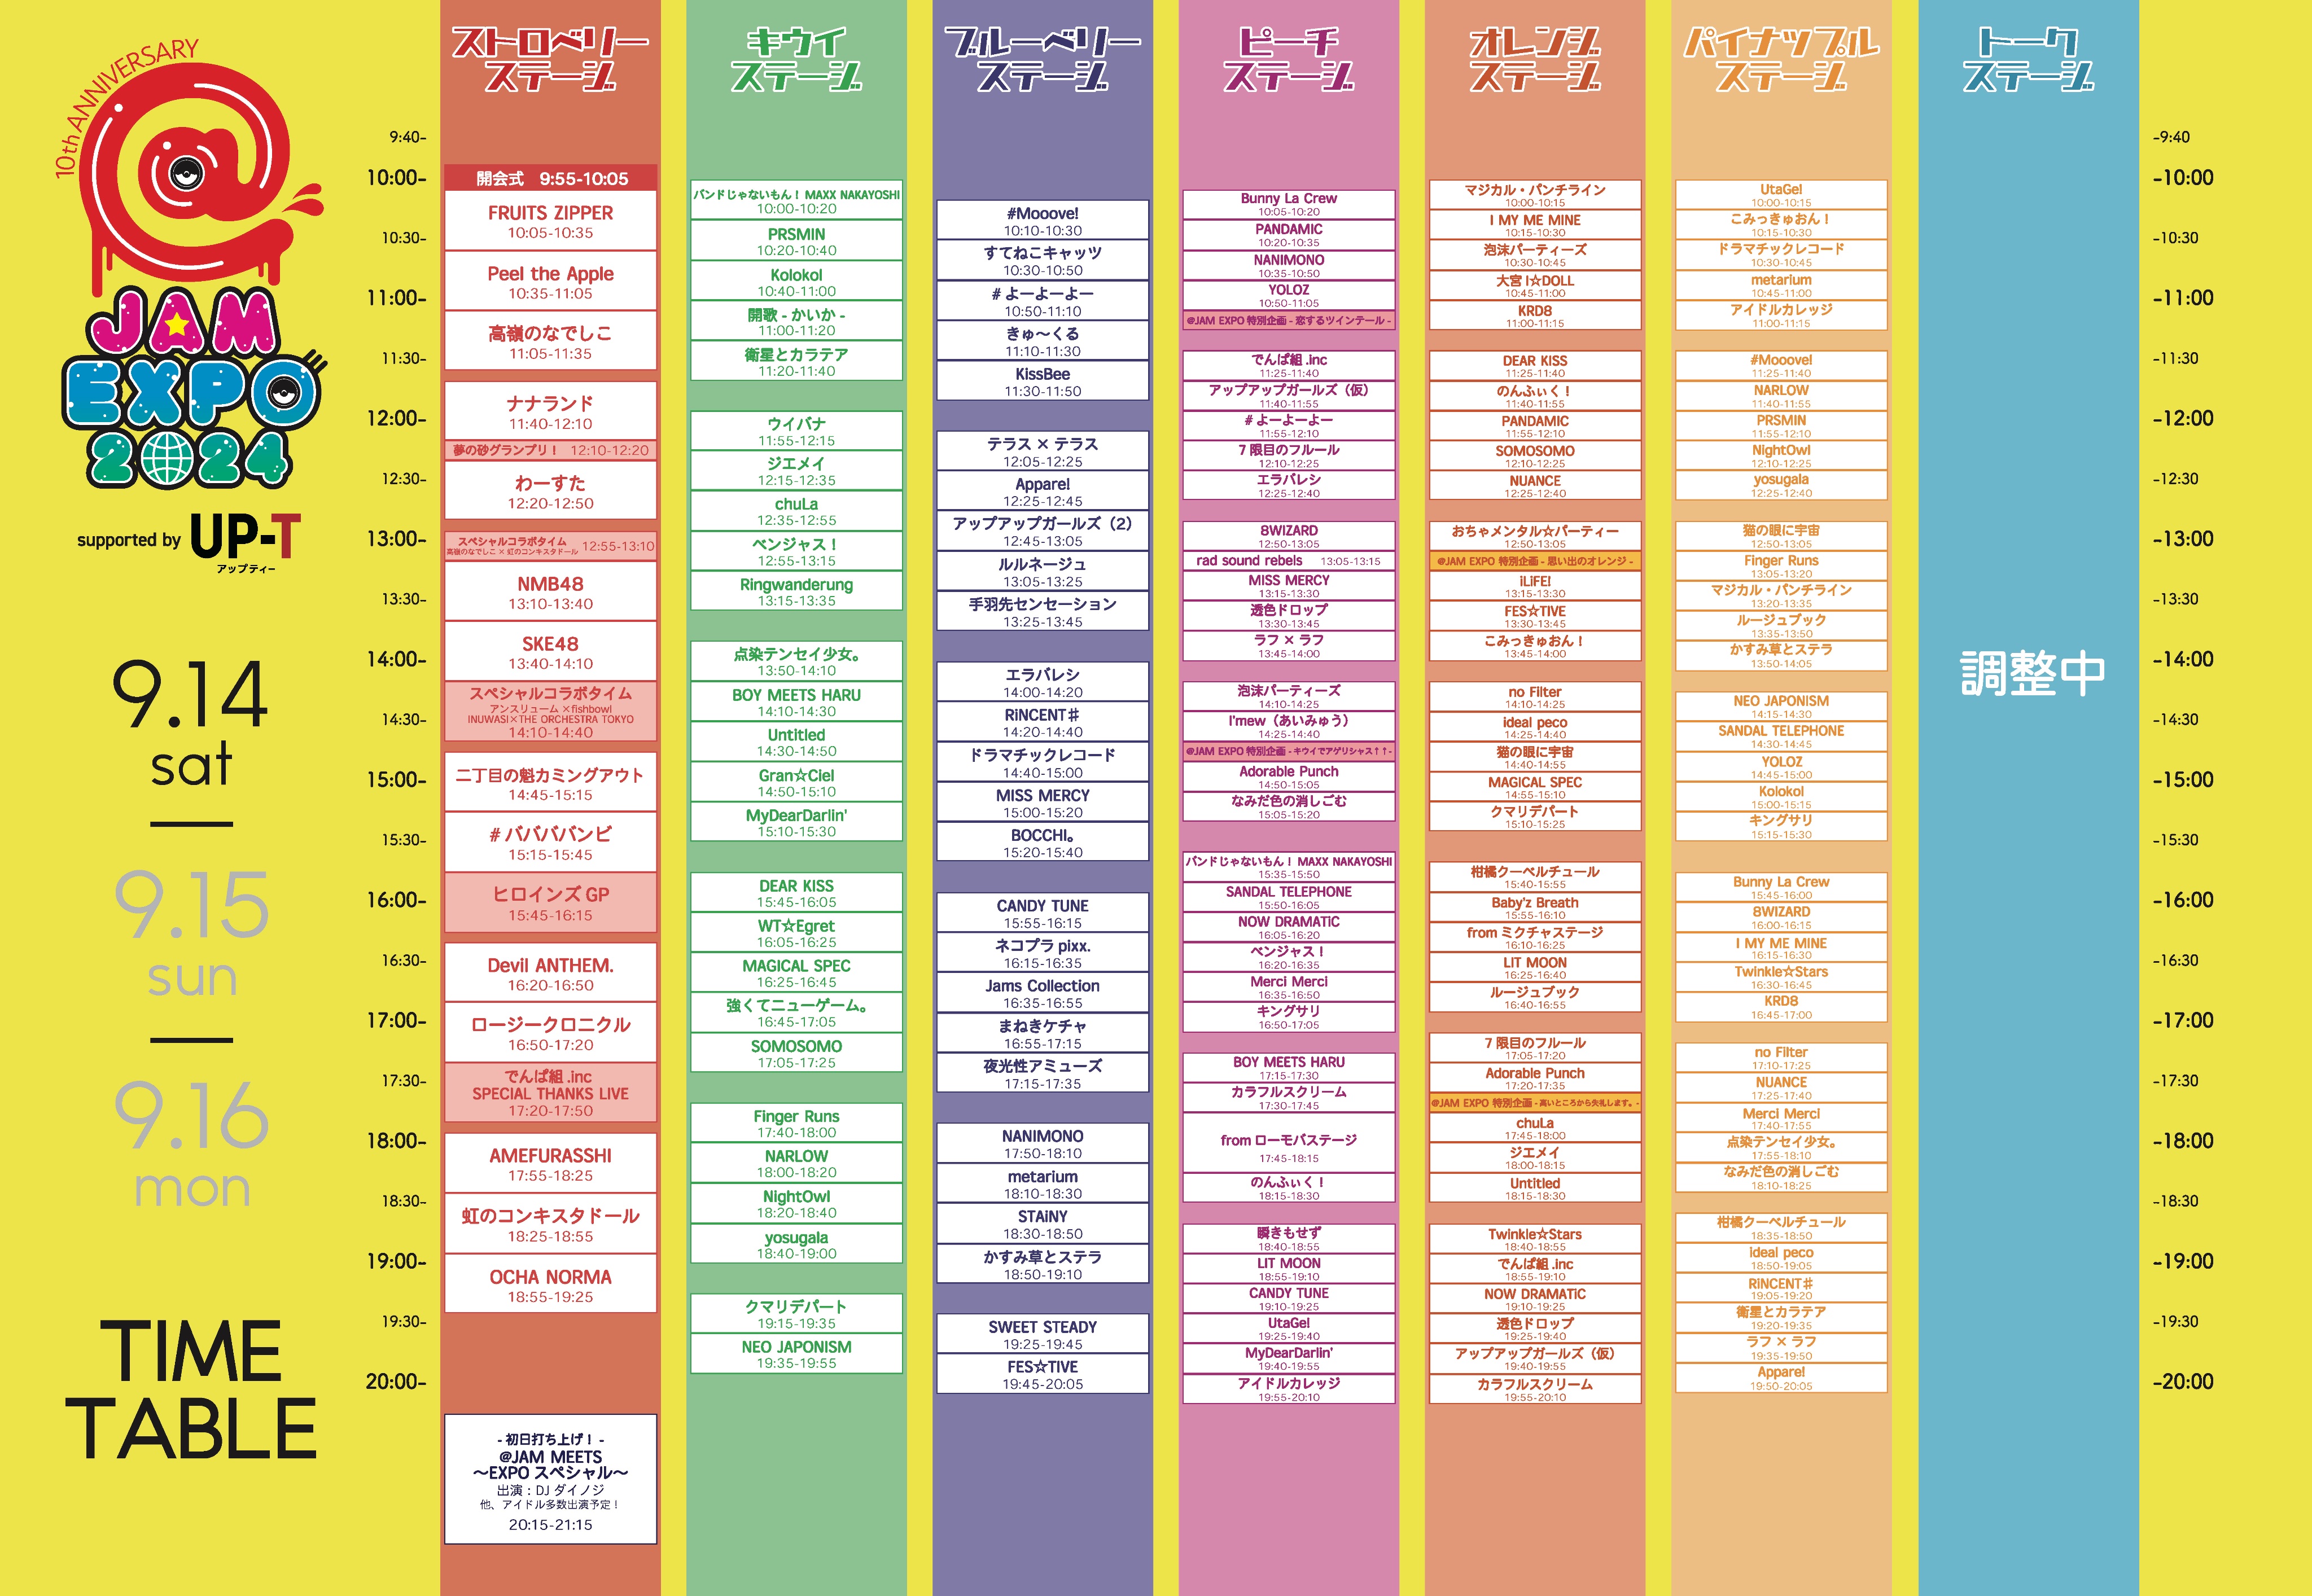 10th ANNIVERSARY
JAM
EXPO
2024
supported by UP-T
アップティー
9.14
sat
9.15
sun
9.16
mon
TIME
TABLE
9:40-
10:00-
10:30-
11:00-
11:30-
12:00-
12:30-
13:00-
13:30-
14:00-
14:30-
15:00-
15:30-
16:00-
16:30-
17:00-
17:30-
18:00-
18:30-
19:00-
19:30-
20:00-
ストロベリー
ステージ
開会式 9:55-10:05
FRUITS ZIPPER
10:05-10:35
Peel the Apple
10:35-11:05
高嶺のなでしこ
11:05-11:35
ナナランド
11:40-12:10
夢の砂グランプリ! 12:10-12:20
わーすた
12:20-12:50
スペシャルコラボタイム
高嶺のなでしこ × 虹のコンキスタドール 12:55-13:10
NMB48
13:10-13:40
SKE48
13:40-14:10
スペシャルコラボタイム
アンスリューム ×fishbowl
INUWASI×THE ORCHESTRA TOKYO
14:10-14:40
二丁目の魁カミングアウト
14:45-15:15
# ババババンビ
15:15-15:45
ヒロインズ GP
15:45-16:15
Devil ANTHEM.
16:20-16:50
ロージークロニクル
16:50-17:20
でんぱ組 .inc
SPECIAL THANKS LIVE
17:20-17:50
AMEFURASSHI
17:55-18:25
虹のコンキスタドール
18:25-18:55
OCHA NORMA
18:55-19:25
- 初日打ち上げ! -
@JAM MEETS
〜EXPO スペシャル〜
出演:DJ ダイノジ
他、アイドル多数出演予定!
20:15-21:15
キウイ
ステージ
バンドじゃないもん! MAXX NAKAYOSHI
10:00-10:20
PRSMIN
10:20-10:40
Kolokol
10:40-11:00
開歌 - かいか -
11:00-11:20
衛星とカラテア
11:20-11:40
ウイバナ
11:55-12:15
ジエメイ
12:15-12:35
chuLa
12:35-12:55
ベンジャス!
12:55-13:15
Ringwanderung
13:15-13:35
点染テンセイ少女。
13:50-14:10
BOY MEETS HARU
14:10-14:30
Untitled
14:30-14:50
Gran☆Ciel
14:50-15:10
MyDearDarlin'
15:10-15:30
DEAR KISS
15:45-16:05
WT☆Egret
16:05-16:25
MAGICAL SPEC
16:25-16:45
強くてニューゲーム。
16:45-17:05
SOMOSOMO
17:05-17:25
Finger Runs
17:40-18:00
NARLOW
18:00-18:20
NightOwl
18:20-18:40
yosugala
18:40-19:00
クマリデパート
19:15-19:35
NEO JAPONISM
19:35-19:55
ブルーベリー
ステージ
#Mooove!
10:10-10:30
すてねこキャッツ
10:30-10:50
# よーよーよー
10:50-11:10
きゅ〜くる
11:10-11:30
KissBee
11:30-11:50
テラス × テラス
12:05-12:25
Appare!
12:25-12:45
アップアップガールズ(2)
12:45-13:05
ルルネージュ
13:05-13:25
手羽先センセーション
13:25-13:45
エラバレシ
14:00-14:20
RiNCENT♯
14:20-14:40
ドラマチックレコード
14:40-15:00
MISS MERCY
15:00-15:20
BOCCHI。
15:20-15:40
CANDY TUNE
15:55-16:15
ネコプラ pixx.
16:15-16:35
Jams Collection
16:35-16:55
まねきケチャ
16:55-17:15
夜光性アミューズ
17:15-17:35
NANIMONO
17:50-18:10
metarium
18:10-18:30
STAiNY
18:30-18:50
かすみ草とステラ
18:50-19:10
SWEET STEADY
19:25-19:45
FES☆TIVE
19:45-20:05
ピーチ
ステージ
Bunny La Crew
10:05-10:20
PANDAMIC
10:20-10:35
NANIMONO
10:35-10:50
YOLOZ
10:50-11:05
@JAM EXPO 特別企画 - 恋するツインテール -
でんぱ組 .inc
11:25-11:40
アップアップガールズ(仮)
11:40-11:55
# よーよーよー
11:55-12:10
7 限目のフルール
12:10-12:25
エラバレシ
12:25-12:40
8WIZARD
12:50-13:05
rad sound rebels 13:05-13:15
MISS MERCY
13:15-13:30
透色ドロップ
13:30-13:45
ラフ × ラフ
13:45-14:00
泡沫パーティーズ
14:10-14:25
I'mew(あいみゅう)
14:25-14:40
@JAM EXPO 特別企画 - キウイでアゲリシャス↑↑-
Adorable Punch
14:50-15:05
なみだ色の消しごむ
15:05-15:20
バンドじゃないもん! MAXX NAKAYOSHI
15:35-15:50
SANDAL TELEPHONE
15:50-16:05
NOW DRAMATiC
16:05-16:20
ベンジャス!
16:20-16:35
Merci Merci
16:35-16:50
キングサリ
16:50-17:05
BOY MEETS HARU
17:15-17:30
カラフルスクリーム
17:30-17:45
from ローモバステージ
17:45-18:15
のんふぃく!
18:15-18:30
瞬きもせず
18:40-18:55
LIT MOON
18:55-19:10
CANDY TUNE
19:10-19:25
UtaGe!
19:25-19:40
MyDearDarlin'
19:40-19:55
アイドルカレッジ
19:55-20:10
オレンジ
ステージ
マジカル・パンチライン
10:00-10:15
I MY ME MINE
10:15-10:30
泡沫パーティーズ
10:30-10:45
大宮 I☆DOLL
10:45-11:00
KRD8
11:00-11:15
DEAR KISS
11:25-11:40
のんふぃく!
11:40-11:55
PANDAMIC
11:55-12:10
SOMOSOMO
12:10-12:25
NUANCE
12:25-12:40
おちゃメンタル☆パーティー
12:50-13:05
@JAM EXPO 特別企画 - 思い出のオレンジ -
iLiFE!
13:15-13:30
FES☆TIVE
13:30-13:45
こみっきゅおん!
13:45-14:00
no Filter
14:10-14:25
ideal peco
14:25-14:40
猫の眼に宇宙
14:40-14:55
MAGICAL SPEC
14:55-15:10
クマリデパート
15:10-15:25
柑橘クーベルチュール
15:40-15:55
Baby'z Breath
15:55-16:10
from ミクチャステージ
16:10-16:25
LIT MOON
16:25-16:40
ルージュブック
16:40-16:55
7 限目のフルール
17:05-17:20
Adorable Punch
17:20-17:35
@JAM EXPO 特別企画 - 高いところから失礼します。-
chuLa
17:45-18:00
ジエメイ
18:00-18:15
Untitled
18:15-18:30
Twinkle☆Stars
18:40-18:55
でんぱ組 .inc
18:55-19:10
NOW DRAMATiC
19:10-19:25
透色ドロップ
19:25-19:40
アップアップガールズ(仮)
19:40-19:55
カラフルスクリーム
19:55-20:10
パイナップル
ステージ
UtaGe!
10:00-10:15
こみっきゅおん!
10:15-10:30
ドラマチックレコード
10:30-10:45
metarium
10:45-11:00
アイドルカレッジ
11:00-11:15
#Mooove!
11:25-11:40
NARLOW
11:40-11:55
PRSMIN
11:55-12:10
NightOwl
12:10-12:25
yosugala
12:25-12:40
猫の眼に宇宙
12:50-13:05
Finger Runs
13:05-13:20
マジカル・パンチライン
13:20-13:35
ルージュブック
13:35-13:50
かすみ草とステラ
13:50-14:05
NEO JAPONISM
14:15-14:30
SANDAL TELEPHONE
14:30-14:45
YOLOZ
14:45-15:00
Kolokol
15:00-15:15
キングサリ
15:15-15:30
Bunny La Crew
15:45-16:00
8WIZARD
16:00-16:15
I MY ME MINE
16:15-16:30
Twinkle☆Stars
16:30-16:45
KRD8
16:45-17:00
no Filter
17:10-17:25
NUANCE
17:25-17:40
Merci Merci
17:40-17:55
点染テンセイ少女。
17:55-18:10
なみだ色の消しごむ
18:10-18:25
柑橘クーベルチュール
18:35-18:50
ideal peco
18:50-19:05
RiNCENT♯
19:05-19:20
衛星とカラテア
19:20-19:35
ラフ × ラフ
19:35-19:50
Appare!
19:50-20:05
トーク
ステージ
調整中
-9:40
-10:00
-10:30
-11:00
-11:30
-12:00
-12:30
-13:00
-13:30
-14:00
-14:30
-15:00
-15:30
-16:00
-16:30
-17:00
-17:30
-18:00
-18:30
-19:00
-19:30
-20:00